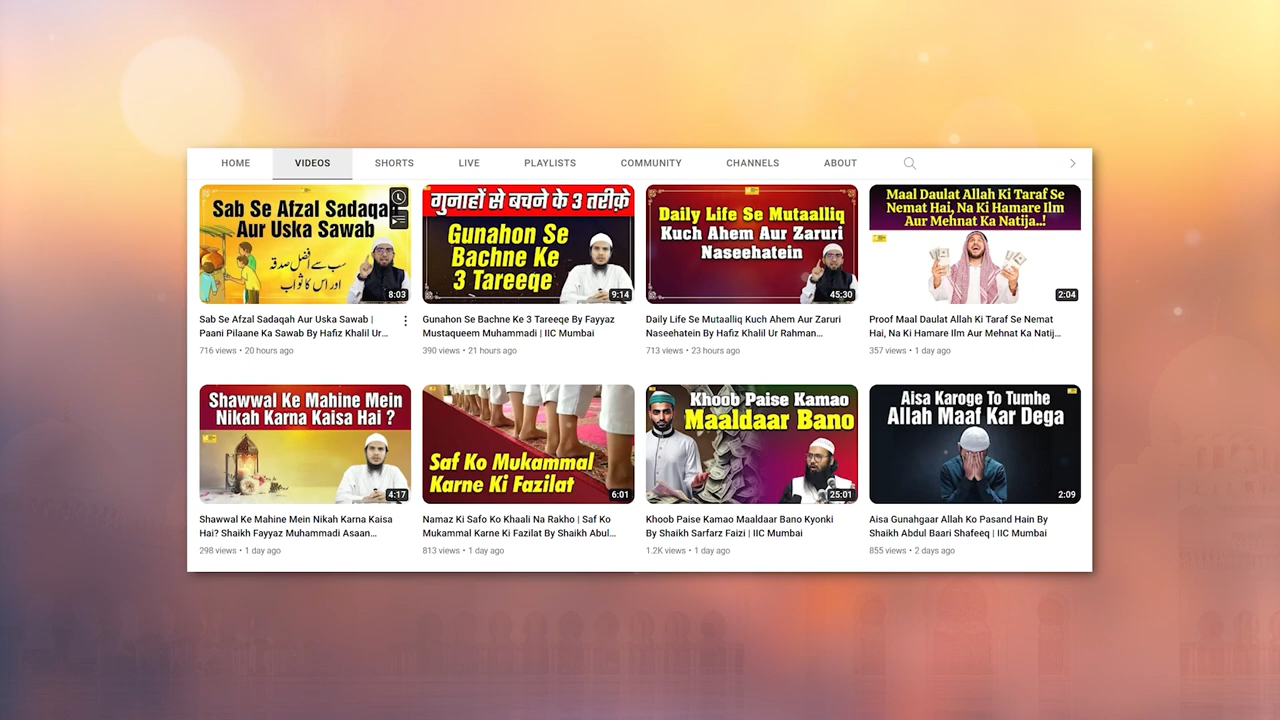 HOME VIDEOS SHORTS LIVE PLAYLISTS COMMUNITY CHANNELS ABOUT
Sab Se Afzal Sadaqah
Aur Uska Sawab
سب سے افضل صدقہ
اور اس کا ثواب
8:03
Sab Se Afzal Sadaqah Aur Uska Sawab |
Paani Pilaane Ka Sawab By Hafiz Khalil Ur...
716 views • 20 hours ago
गुनाहों से बचने के 3 तरीक़े
Gunahon Se
Bachne Ke
3 Tareeqe
9:14
Gunahon Se Bachne Ke 3 Tareeqe By Fayyaz
Mustaqueem Muhammadi | IIC Mumbai
390 views • 21 hours ago
Daily Life Se Mutaalliq
Kuch Ahem Aur Zaruri
Naseehatein
45:30
Daily Life Se Mutaalliq Kuch Ahem Aur Zaruri
Naseehatein By Hafiz Khalil Ur Rahman...
713 views • 23 hours ago
Maal Daulat Allah Ki Taraf Se
Nemat Hai, Na Ki Hamare Ilm
Aur Mehnat Ka Natija..!
2:04
Proof Maal Daulat Allah Ki Taraf Se Nemat
Hai, Na Ki Hamare Ilm Aur Mehnat Ka Natij...
357 views • 1 day ago
Shawwal Ke Mahine Mein
Nikah Karna Kaisa Hai ?
4:17
Shawwal Ke Mahine Mein Nikah Karna Kaisa
Hai? Shaikh Fayyaz Muhammadi Asaan...
298 views • 1 day ago
Saf Ko Mukammal
Karne Ki Fazilat
6:01
Namaz Ki Safo Ko Khaali Na Rakho | Saf Ko
Mukammal Karne Ki Fazilat By Shaikh Abul...
813 views • 1 day ago
Khoob Paise Kamao
Maaldaar Bano
25:01
Khoob Paise Kamao Maaldaar Bano Kyonki
By Shaikh Sarfarz Faizi | IIC Mumbai
1.2K views • 1 day ago
Aisa Karoge To Tumhe
Allah Maaf Kar Dega
2:09
Aisa Gunahgaar Allah Ko Pasand Hain By
Shaikh Abdul Baari Shafeeq | IIC Mumbai
855 views • 2 days ago